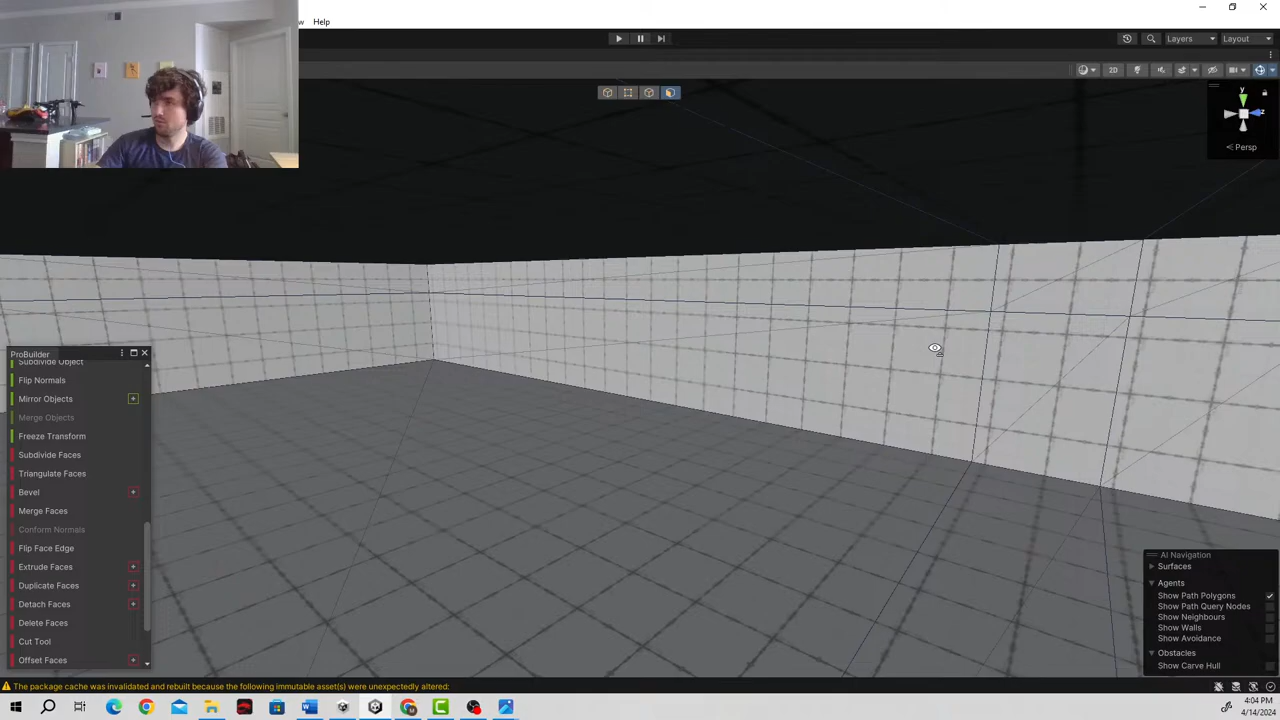 Help
Layers
Layout
2D
y
z
Persp
ProBuilder
Subdivide Object
Flip Normals
Mirror Objects
Merge Objects
Freeze Transform
Subdivide Faces
Triangulate Faces
Bevel
Merge Faces
Conform Normals
Flip Face Edge
Extrude Faces
Duplicate Faces
Detach Faces
Delete Faces
Cut Tool
Offset Faces
AI Navigation
Surfaces
Agents
Show Path Polygons
Show Path Query Nodes
Show Neighbours
Show Walls
Show Avoidance
Obstacles
Show Carve Hull
The package cache was invalidated and rebuilt because the following immutable asset(s) were unexpectedly altered:
4:04 PM
4/14/2024